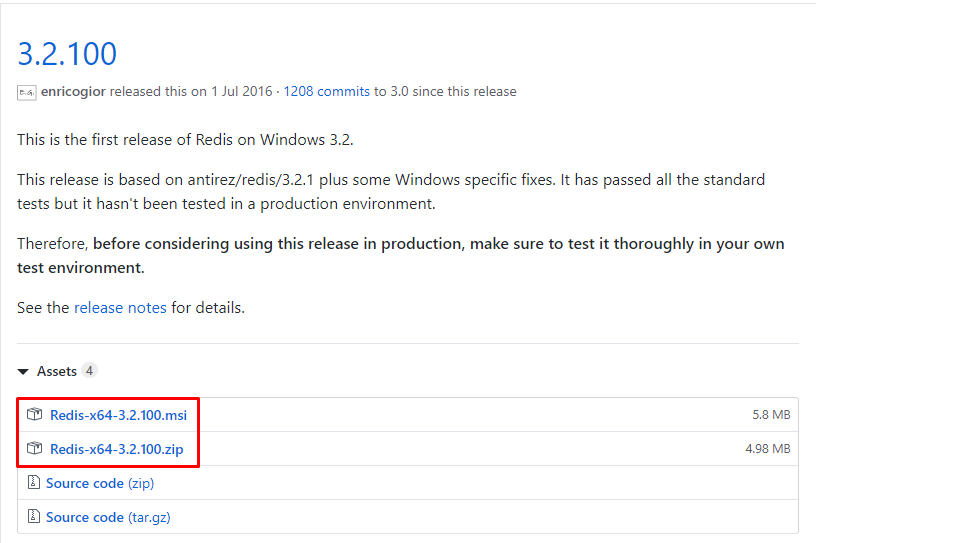 3.2.100
E.G. enricogior released this on 1 Jul 2016 · 1208 commits to 3.0 since this release
This is the first release of Redis on Windows 3.2.
This release is based on antirez/redis/3.2.1 plus some Windows specific fixes. It has passed all the standard
tests but it hasn't been tested in a production environment.
Therefore, before considering using this release in production, make sure to test it thoroughly in your own
test environment.
See the release notes for details.
Assets 4
Redis-x64-3.2.100.msi 5.8 MB
Redis-x64-3.2.100.zip 4.98 MB
Source code (zip)
Source code (tar.gz)